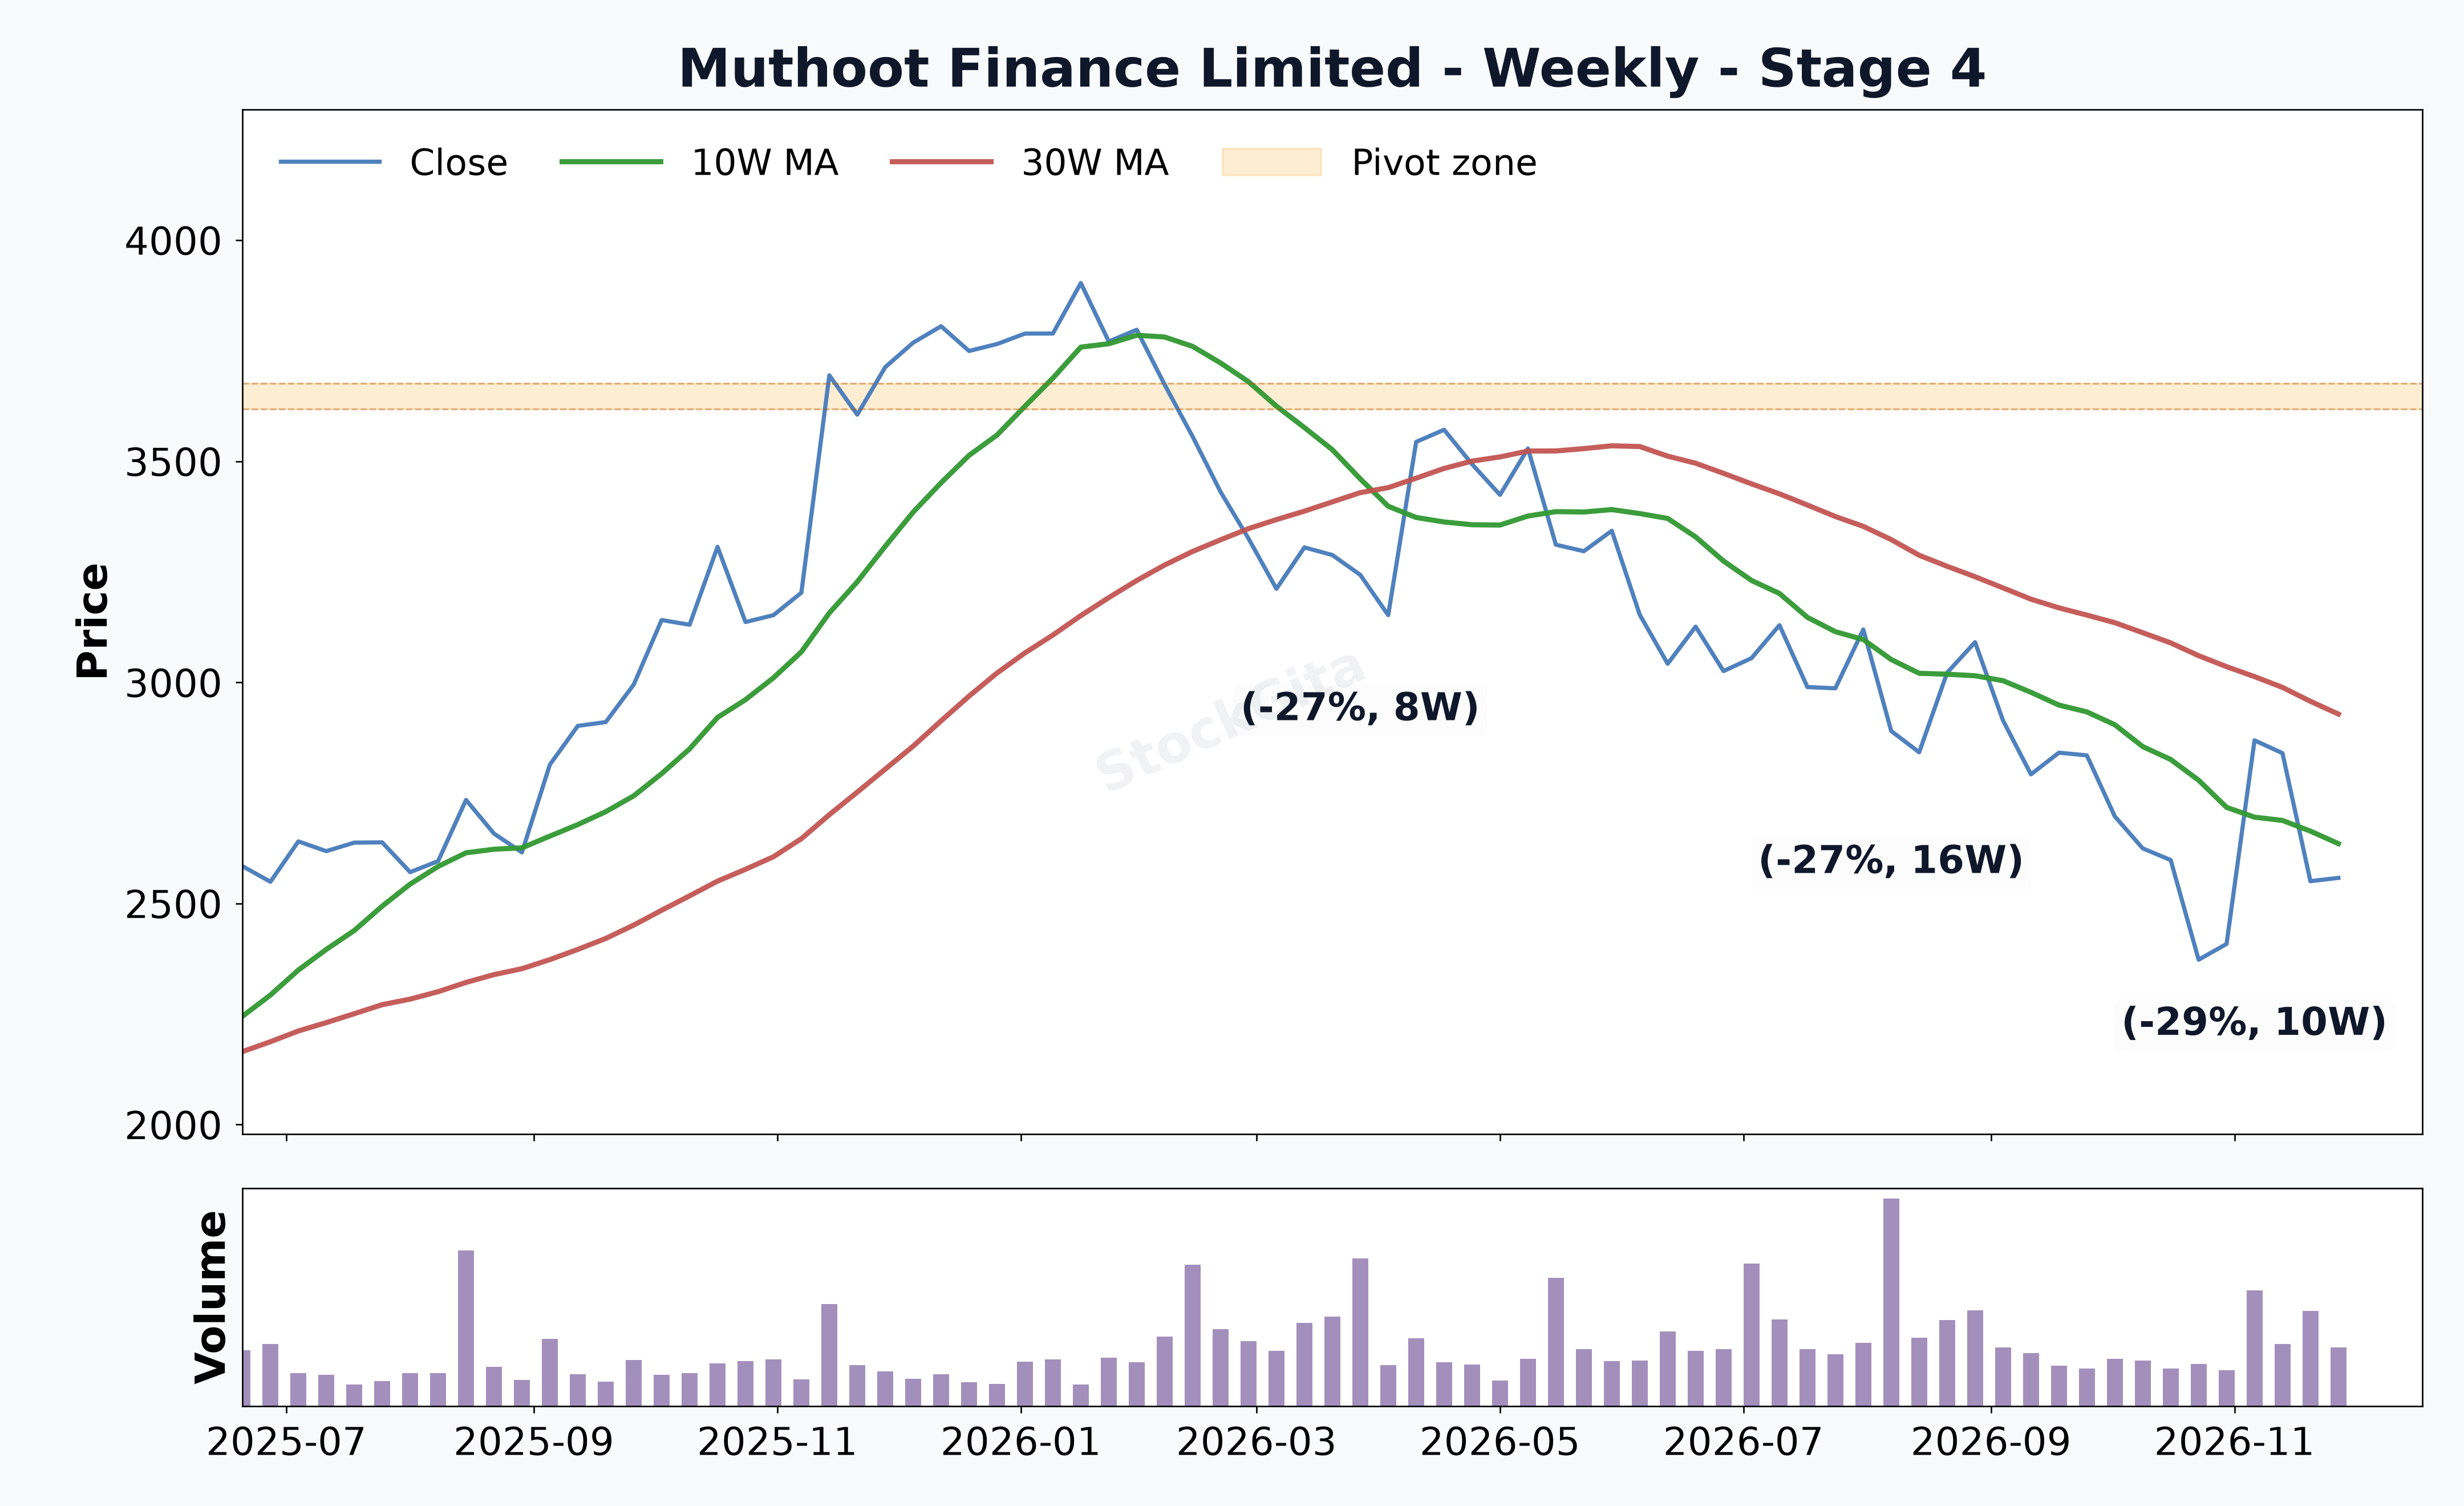 Muthoot Finance Limited - Weekly - Stage 4
Close
10W MA
30W MA
Pivot zone
Price
4000
3500
3000
2500
2000
StockGita
(-27%, 8W)
(-27%, 16W)
(-29%, 10W)
Volume
2025-07
2025-09
2025-11
2026-01
2026-03
2026-05
2026-07
2026-09
2026-11